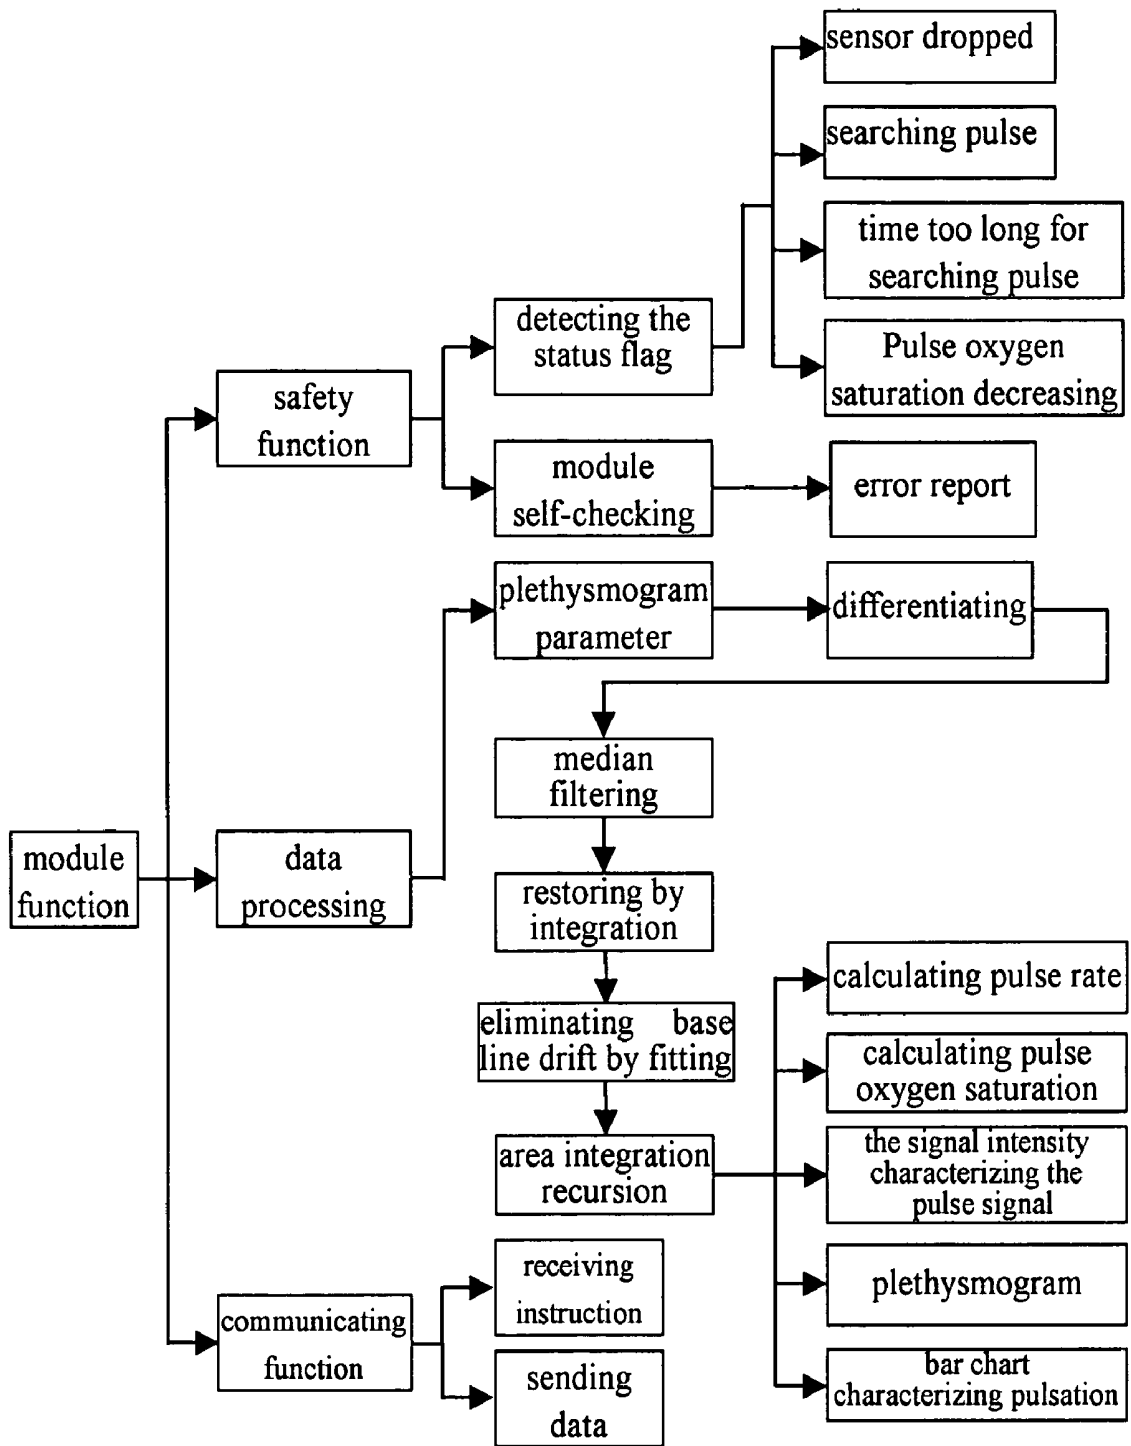 sensor dropped
searching pulse
time too long for
searching pulse
Pulse oxygen
saturation decreasing
detecting the
status flag
safety
function
module
self-checking
error report
plethysmogram
parameter
differentiating
median
filtering
module
function
data
processing
restoring by
integration
eliminating base
line drift by fitting
area integration
recursion
calculating pulse rate
calculating pulse
oxygen saturation
the signal intensity
characterizing the
pulse signal
plethysmogram
bar chart
characterizing pulsation
communicating
function
receiving
instruction
sending
data